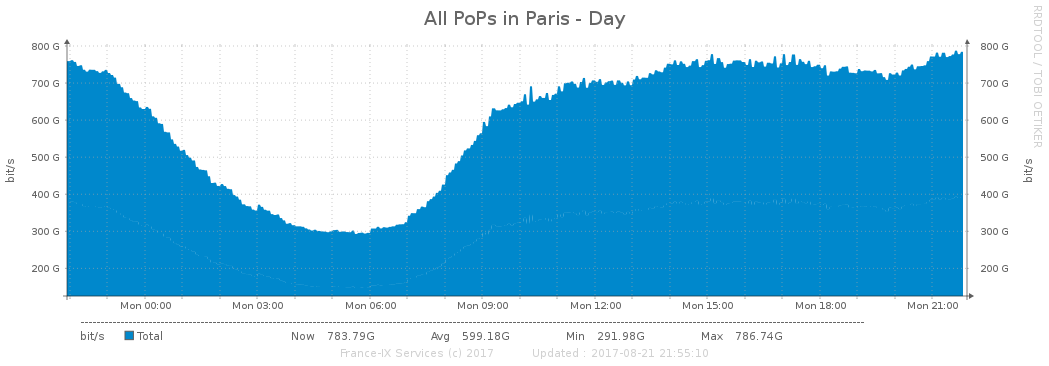 All PoPs in Paris - Day
RRDTOOL / TOBI OETIKER
bit/s
bit/s
800 G 800 G
700 G 700 G
600 G 600 G
500 G 500 G
400 G 400 G
300 G 300 G
200 G 200 G
Mon 00:00 Mon 03:00 Mon 06:00 Mon 09:00 Mon 12:00 Mon 15:00 Mon 18:00 Mon 21:00
bit/s Total Now 783.79G Avg 599.18G Min 291.98G Max 786.74G
France-IX Services (c) 2017 Updated : 2017-08-21 21:55:10